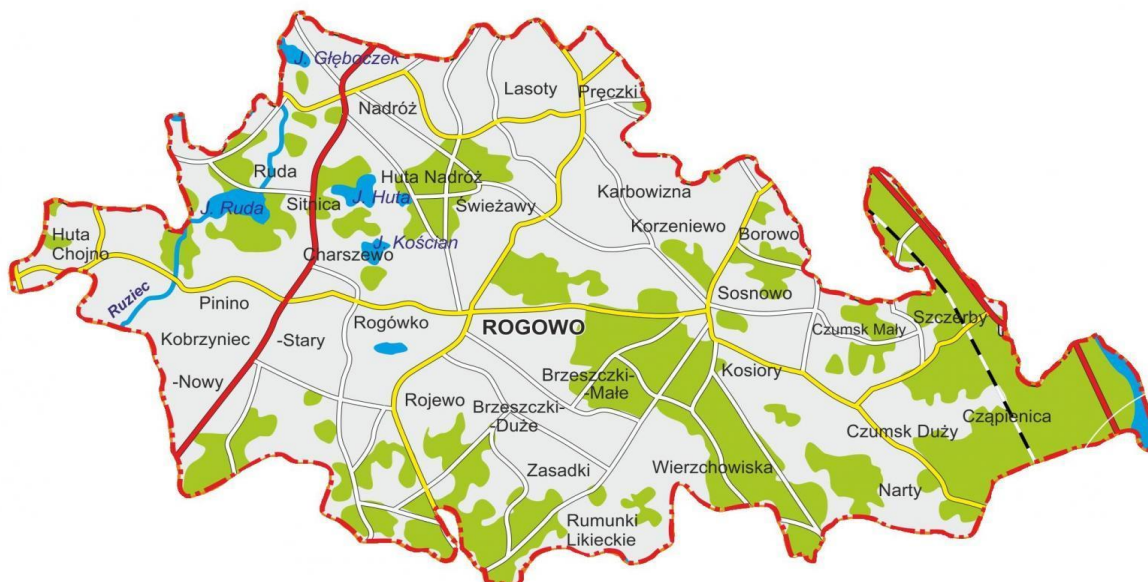 J. Głęboczek
Lasoty
Pręczki
Nadróż
Ruda
Huta Nadróż
J. Huta
Sitnica
J. Ruda
Świeżawy
Karbowizna
Korzeniewo
Borowo
Huta
Chojno
J. Kościan
Charszewo
Ruziec
Pinino
Sosnowo
Rogówko
ROGOWO
Szczerby
Czumsk Mały
Kobrzyniec
-Stary
-Nowy
Brzeszczki-
-Małe
Kosiory
Rojewo
Brzeszczki-
-Duże
Cząpienica
Czumsk Duży
Zasadki
Wierzchowiska
Narty
Rumunki
Likieckie